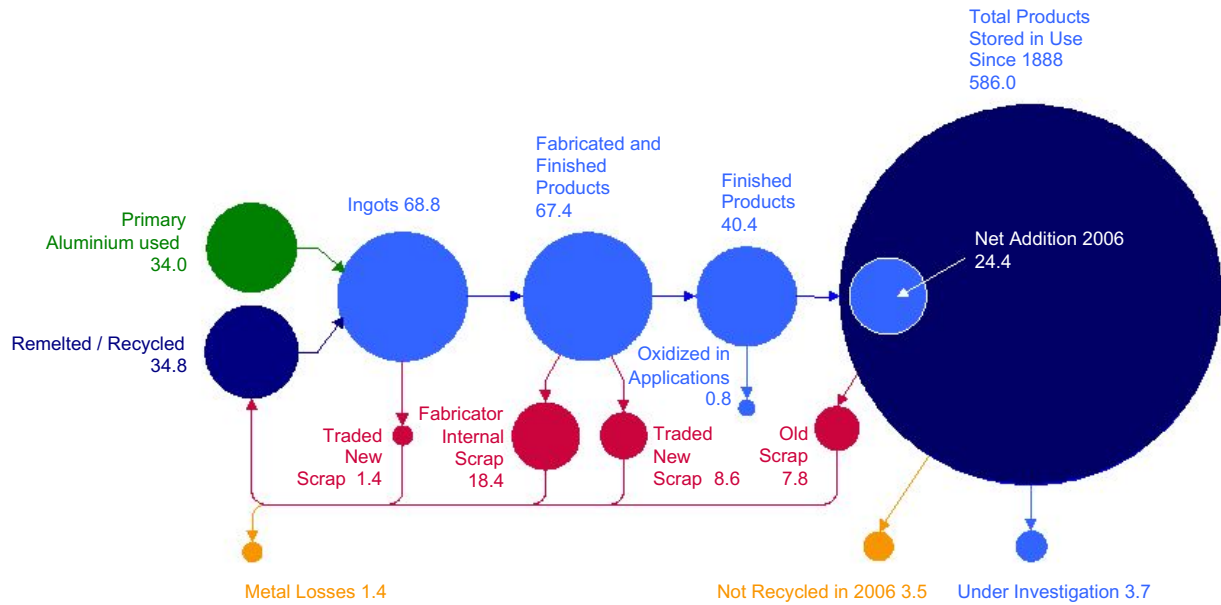 Total Products
Stored in Use
Since 1888
586.0
Fabricated and
Finished
Products
67.4
Finished
Products
40.4
Ingots 68.8
Primary
Aluminium used
34.0
Net Addition 2006
24.4
Remelted / Recycled
34.8
Oxidized in
Applications
0.8
Traded
New
Scrap 1.4
Fabricator
Internal
Scrap
18.4
Traded
New
Scrap 8.6
Old
Scrap
7.8
Metal Losses 1.4
Not Recycled in 2006 3.5
Under Investigation 3.7